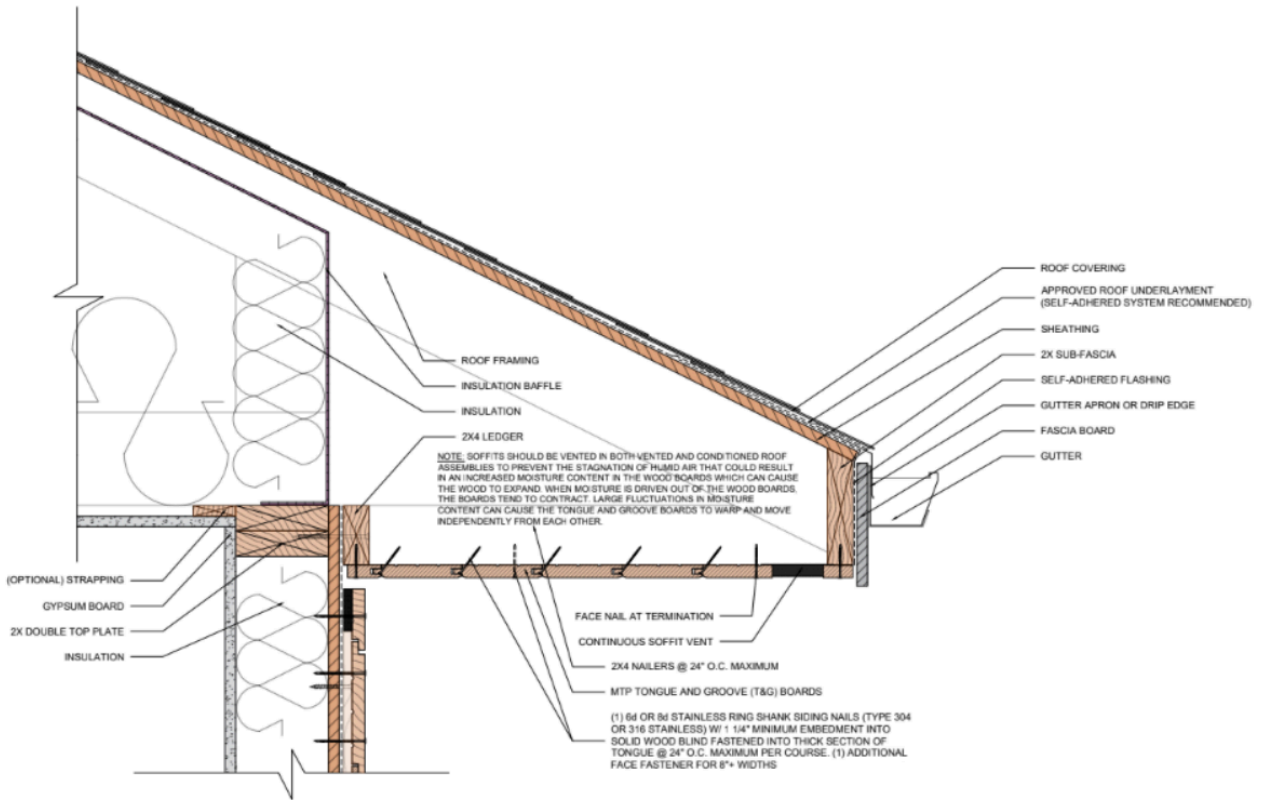 ROOF COVERING
APPROVED ROOF UNDERLAYMENT
(SELF-ADHERED SYSTEM RECOMMENDED)
SHEATHING
2X SUB-FASCIA
SELF-ADHERED FLASHING
GUTTER APRON OR DRIP EDGE
FASCIA BOARD
GUTTER
ROOF FRAMING
INSULATION BAFFLE
INSULATION
2X4 LEDGER
NOTE: SOFFITS SHOULD BE VENTED IN BOTH VENTED AND CONDITIONED ROOF
ASSEMBLIES TO PREVENT THE STAGNATION OF HUMID AIR THAT COULD RESULT
IN AN INCREASED MOISTURE CONTENT IN THE WOOD BOARDS WHICH CAN CAUSE
THE WOOD TO EXPAND. WHEN MOISTURE IS DRIVEN OUT OF THE WOOD BOARDS,
THE BOARDS TEND TO CONTRACT. LARGE FLUCTUATIONS IN MOISTURE
CONTENT CAN CAUSE THE TONGUE AND GROOVE BOARDS TO WARP AND MOVE
INDEPENDENTLY FROM EACH OTHER.
(OPTIONAL) STRAPPING
GYPSUM BOARD
2X DOUBLE TOP PLATE
INSULATION
FACE NAIL AT TERMINATION
CONTINUOUS SOFFIT VENT
2X4 NAILERS @ 24" O.C. MAXIMUM
MTP TONGUE AND GROOVE (T&G) BOARDS
(1) 6d OR 8d STAINLESS RING SHANK SIDING NAILS (TYPE 304
OR 316 STAINLESS) W/ 1 1/4" MINIMUM EMBEDMENT INTO
SOLID WOOD BLIND FASTENED INTO THICK SECTION OF
TONGUE @ 24" O.C. MAXIMUM PER COURSE. (1) ADDITIONAL
FACE FASTENER FOR 8"+ WIDTHS